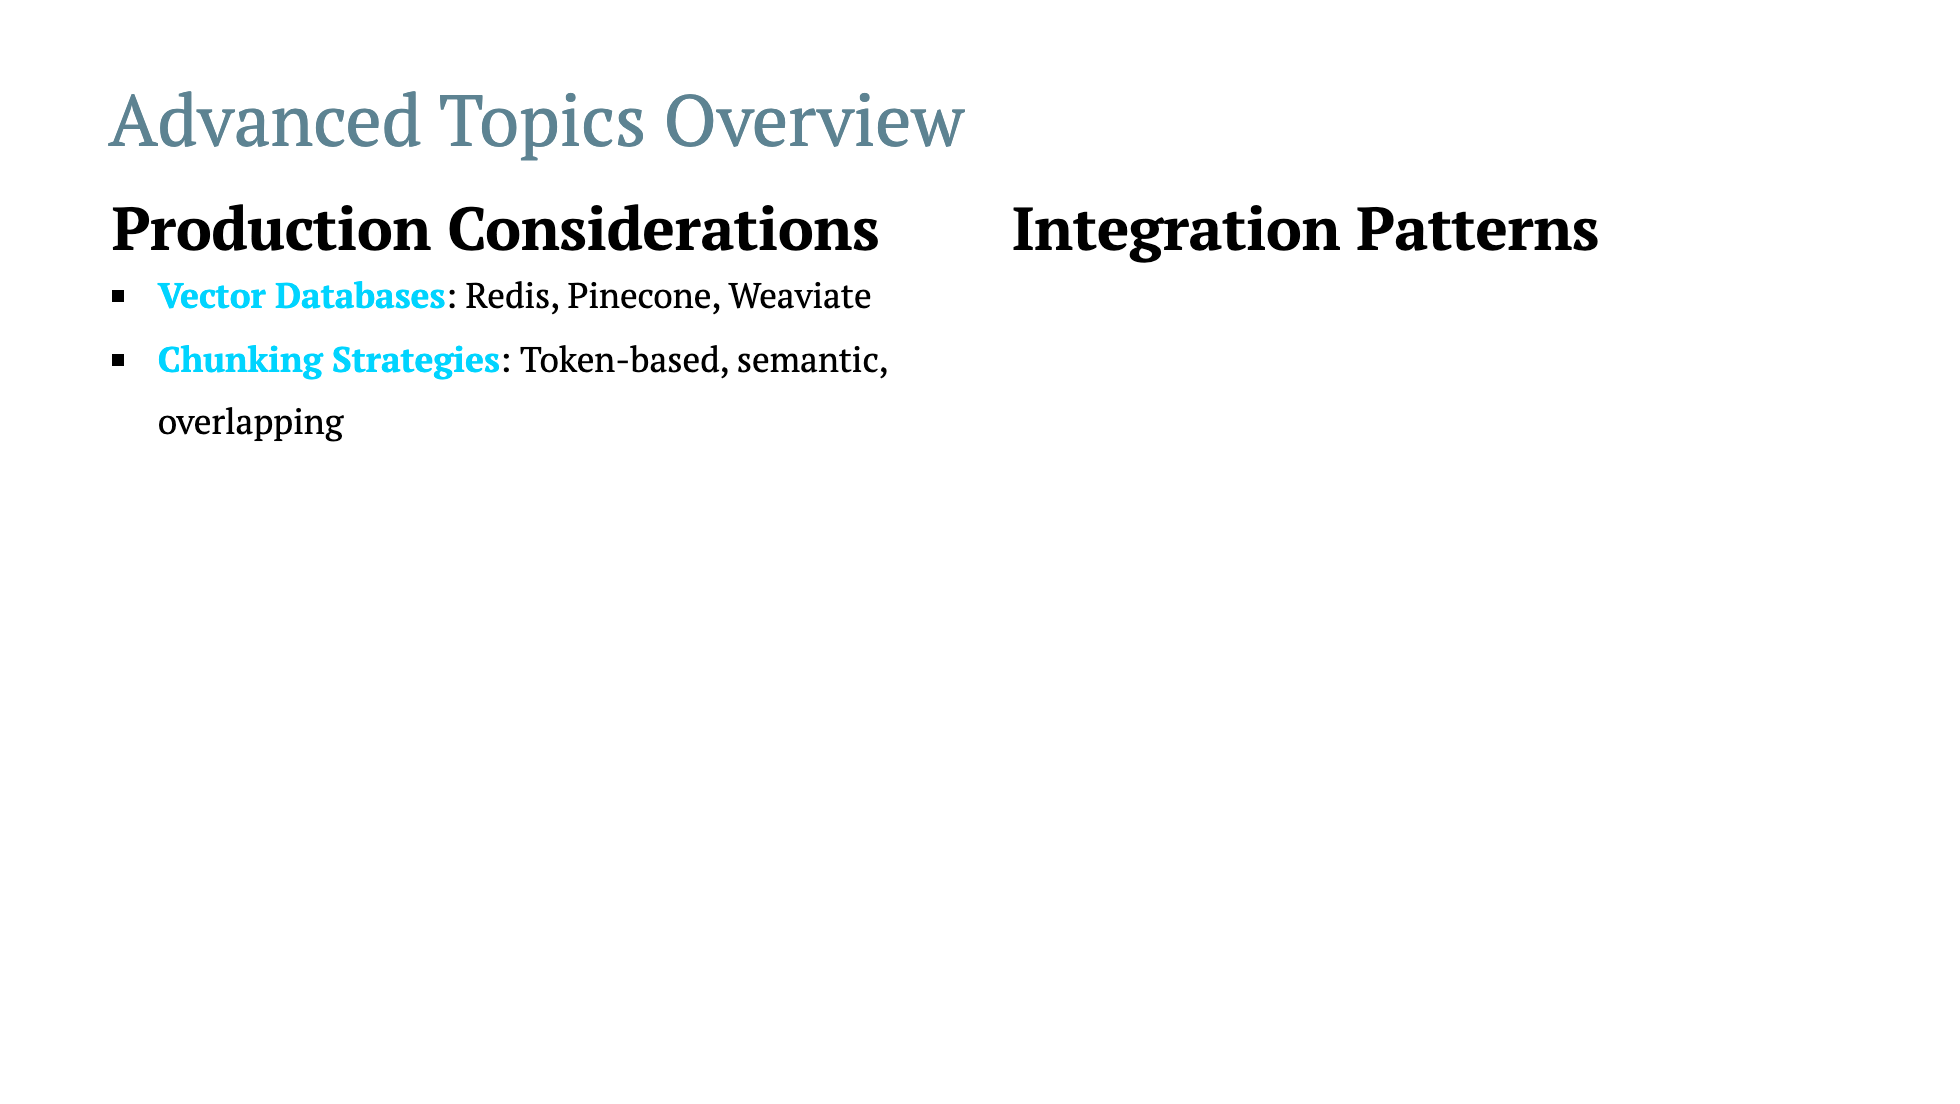 Advanced Topics Overview
Production Considerations
▪ Vector Databases: Redis, Pinecone, Weaviate
▪ Chunking Strategies: Token-based, semantic,
overlapping
Integration Patterns